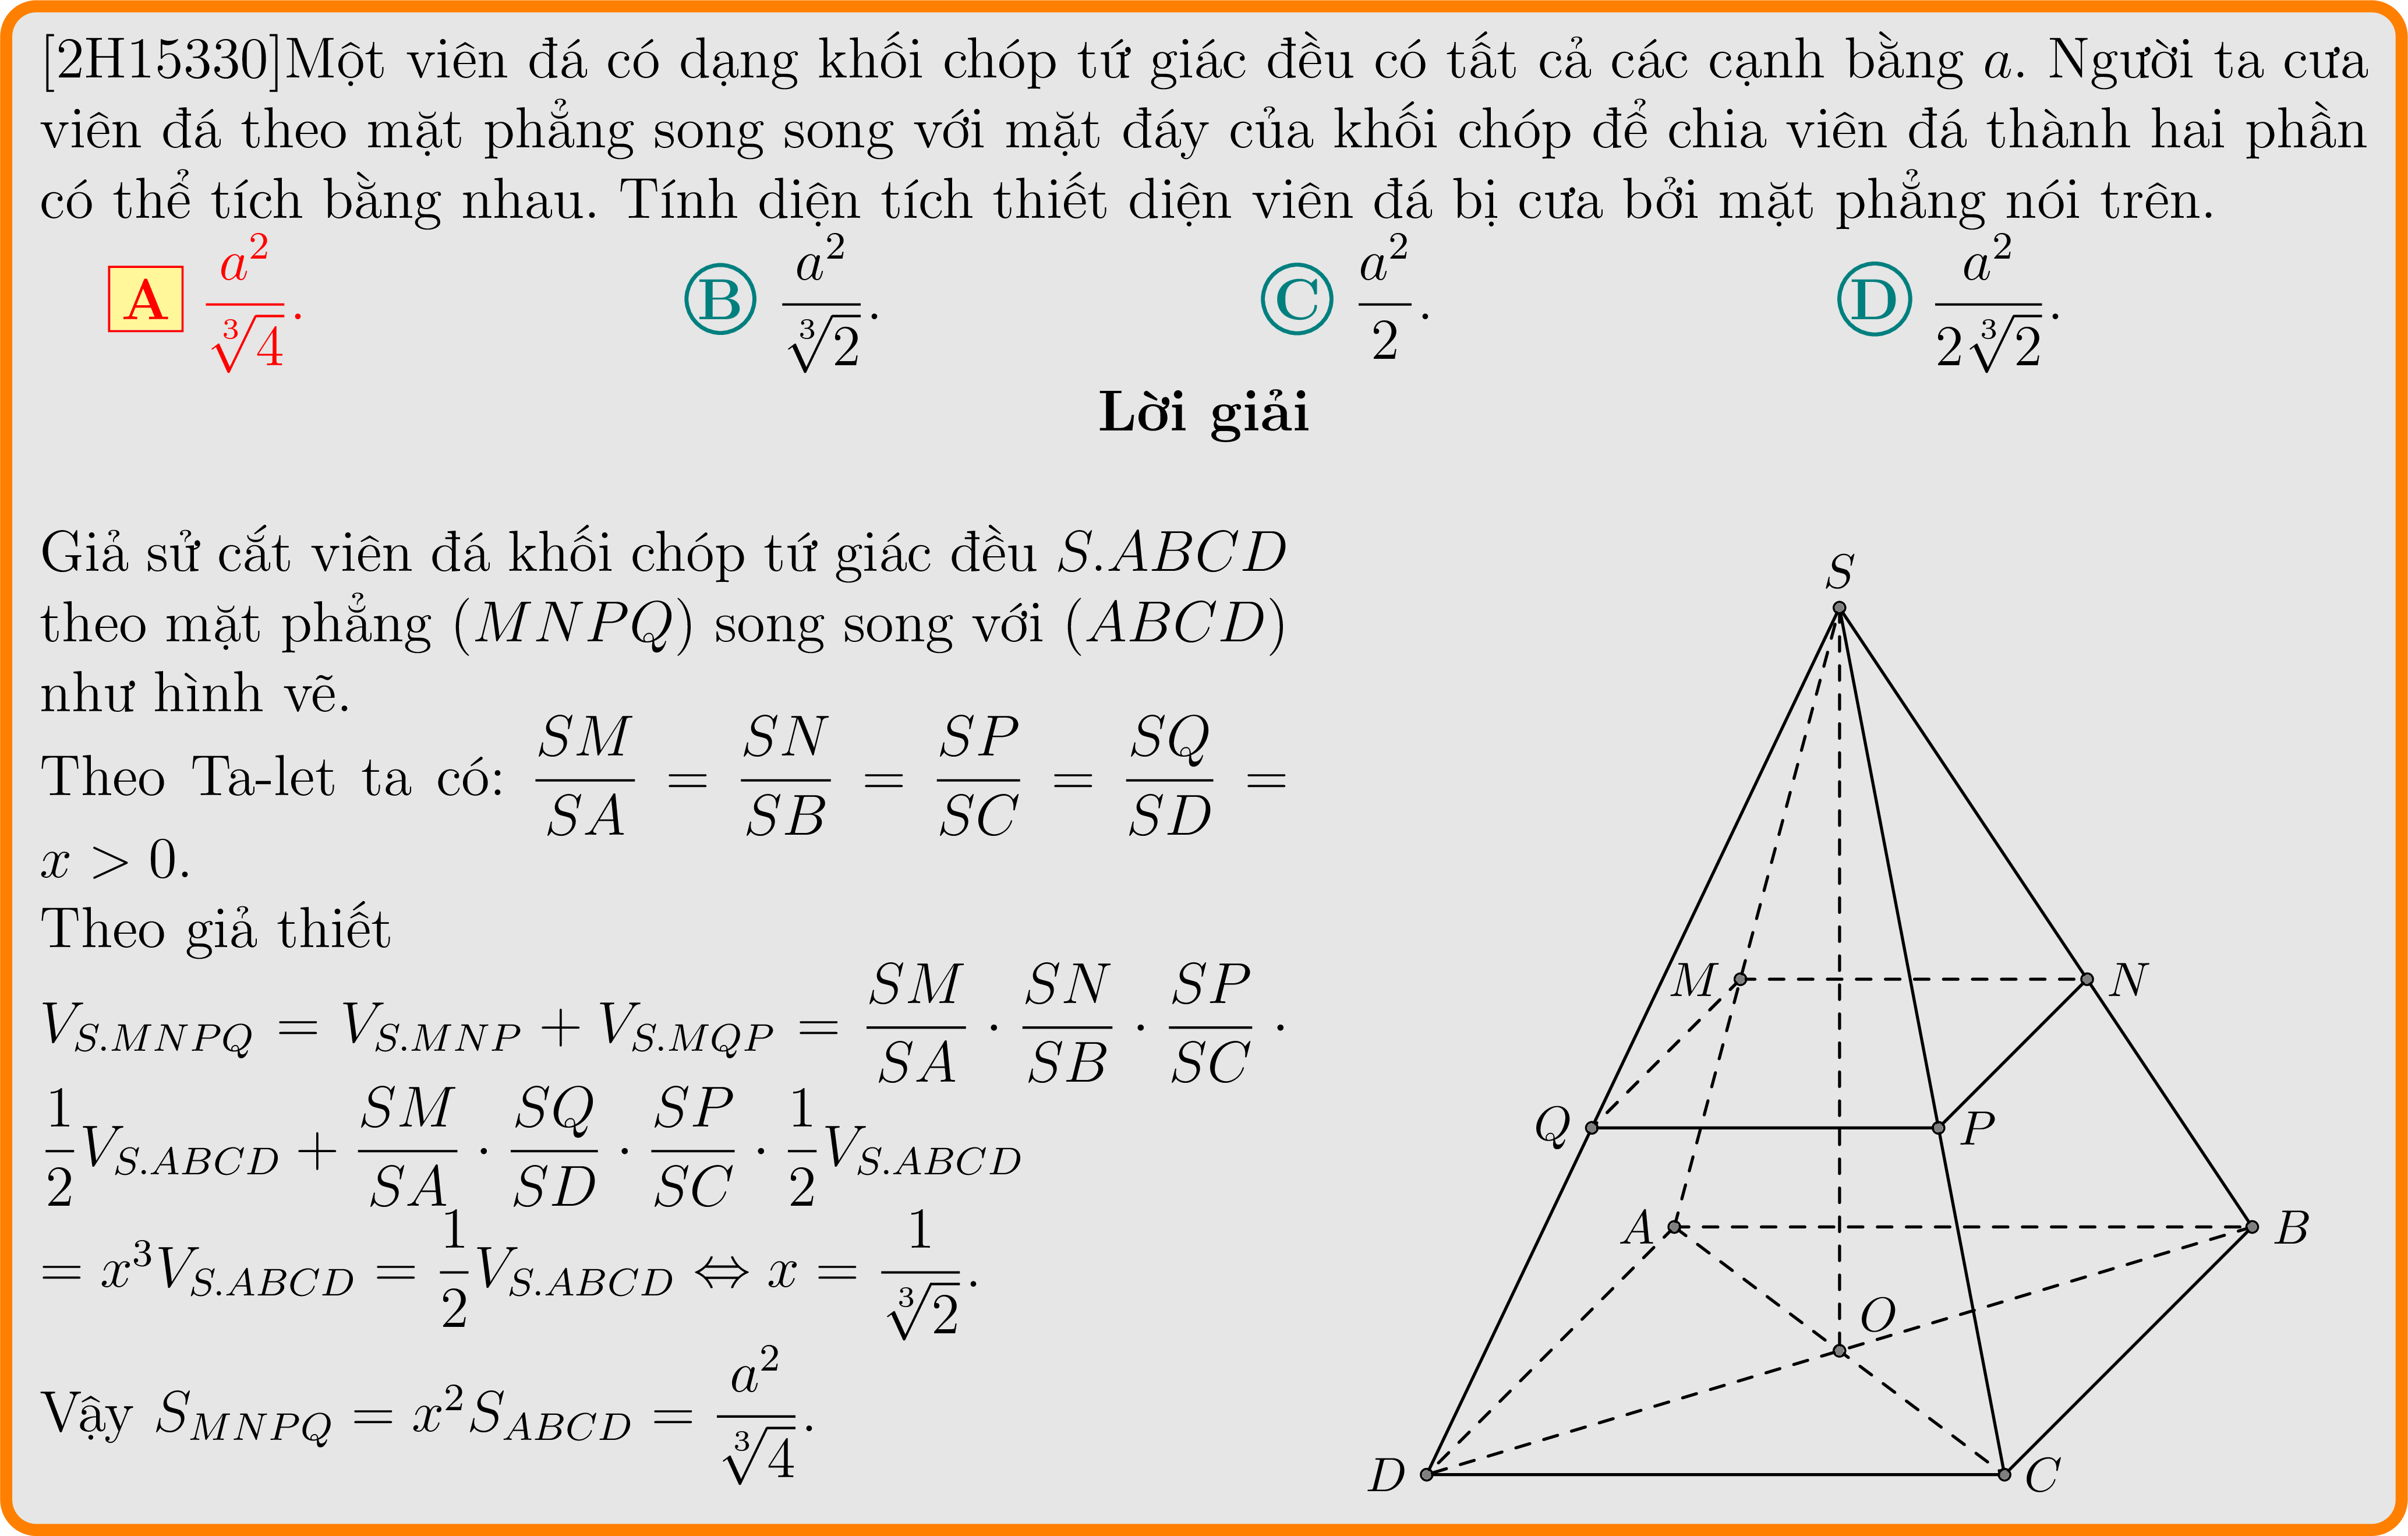 [2H15330]Một viên đá có dạng khối chóp tứ giác đều có tất cả các cạnh bằng a. Người ta cưa
viên đá theo mặt phẳng song song với mặt đáy của khối chóp để chia viên đá thành hai phần
có thể tích bằng nhau. Tính diện tích thiết diện viên đá bị cưa bởi mặt phẳng nói trên.
A $\frac{a^2}{\sqrt[3]{4}}$. B $\frac{a^2}{\sqrt[3]{2}}$. C $\frac{a^2}{2}$. D $\frac{a^2}{2\sqrt[3]{2}}$.
Lời giải
Giả sử cắt viên đá khối chóp tứ giác đều S.ABCD
theo mặt phẳng (MNPQ) song song với (ABCD)
như hình vẽ.
Theo Ta-let ta có: $\frac{SM}{SA} = \frac{SN}{SB} = \frac{SP}{SC} = \frac{SQ}{SD} =$
$x > 0$.
Theo giả thiết
$V_{S.MNPQ} = V_{S.MNP} + V_{S.MQP} = \frac{SM}{SA} \cdot \frac{SN}{SB} \cdot \frac{SP}{SC} \cdot$
$\frac{1}{2}V_{S.ABCD} + \frac{SM}{SA} \cdot \frac{SQ}{SD} \cdot \frac{SP}{SC} \cdot \frac{1}{2}V_{S.ABCD}$
$= x^3V_{S.ABCD} = \frac{1}{2}V_{S.ABCD} \Leftrightarrow x = \frac{1}{\sqrt[3]{2}}$.
Vậy $S_{MNPQ} = x^2S_{ABCD} = \frac{a^2}{\sqrt[3]{4}}$.
S
M
N
Q
P
A
B
O
D
C